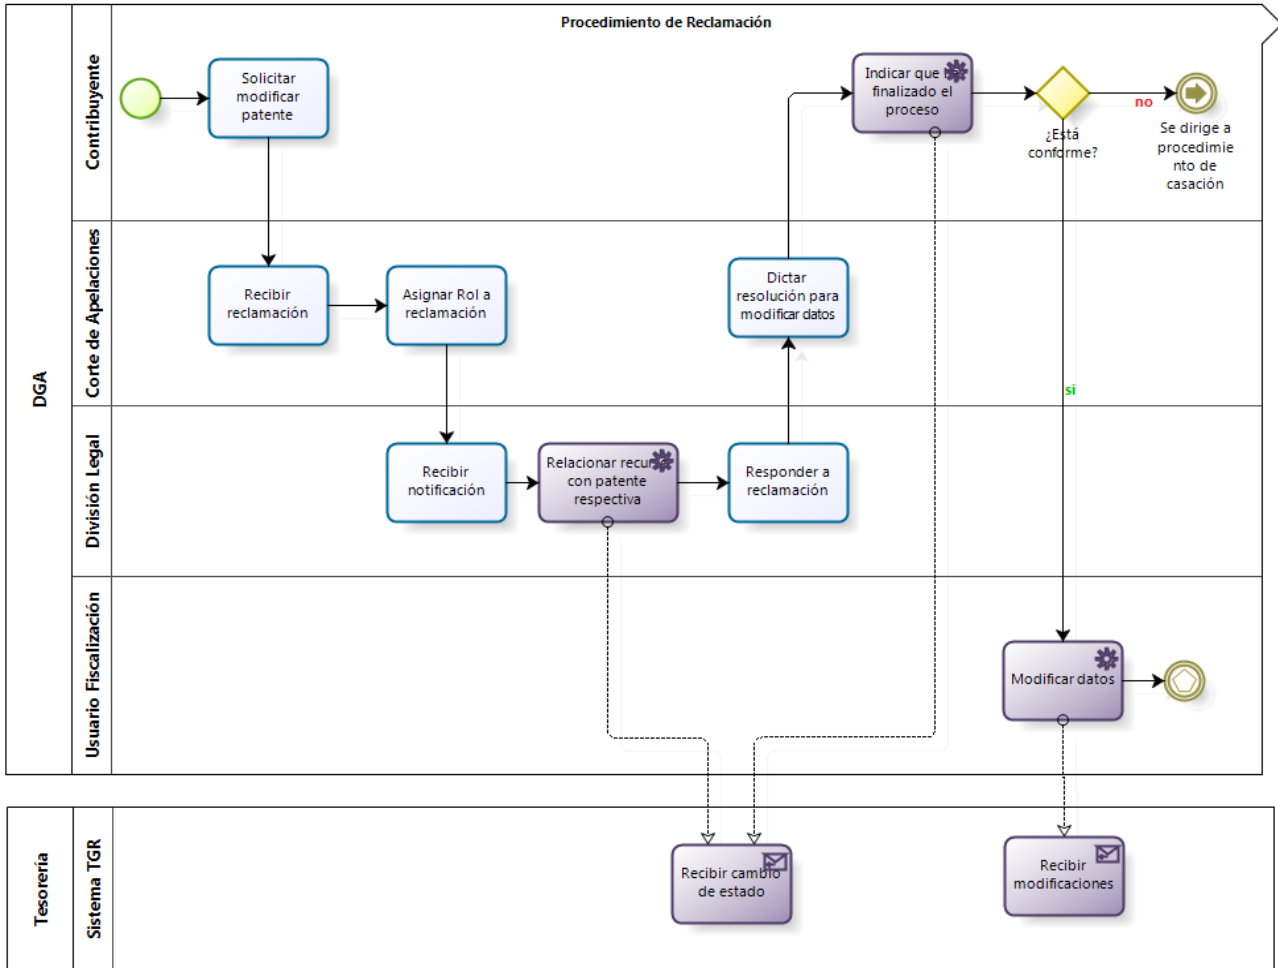 Procedimiento de Reclamación
DGA
Contribuyente
Solicitar
modificar
patente
Indicar que
finalizado el
proceso
¿Está
conforme?
no
Se dirige a
procedimie
nto de
casación
Corte de Apelaciones
Recibir
reclamación
Asignar Rol a
reclamación
Dictar
resolución para
modificar datos
si
División Legal
Recibir
notificación
Relacionar recurso
con patente
respectiva
Responder a
reclamación
Usuario Fiscalización
Modificar datos
Tesorería
Sistema TGR
Recibir cambio
de estado
Recibir
modificaciones